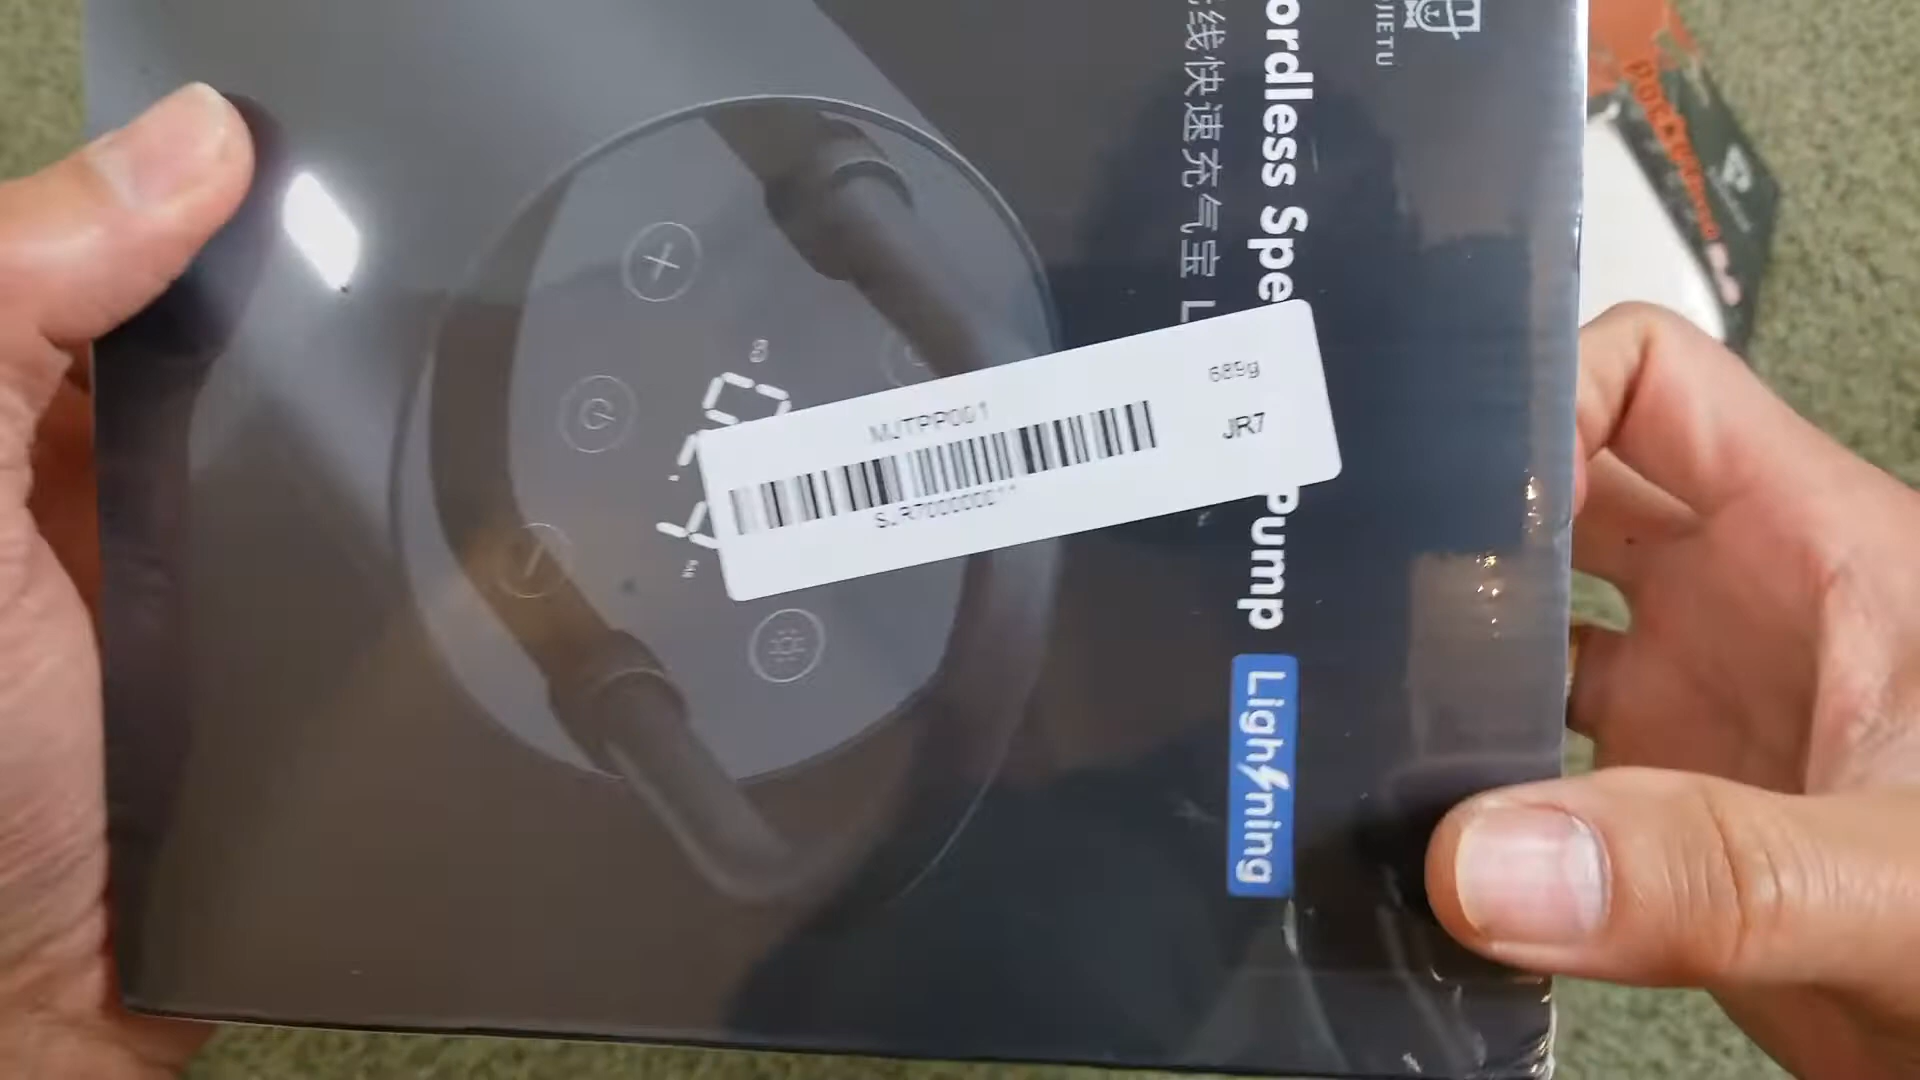 JIETU
ordless Spe Pump Lightning
线快速充气宝 L
689g
MJTPP001
JR7